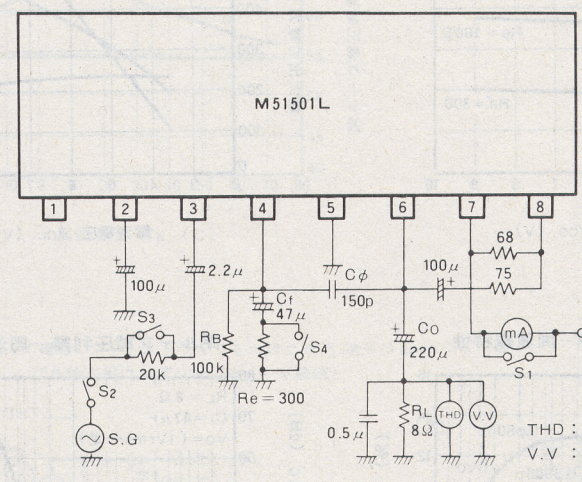 M51501L
1 2 3 4 5 6 7 8
68
75
100μ
+
2.2μ
+
100μ
+
+
Cφ
150p
+ Cf
47μ
RB
100k
S4
Re = 300
S3
20k
S2
S.G
+ CO
220μ
mA
S1
0.5μ
RL
8Ω
THD
V.V
THD :
V.V :